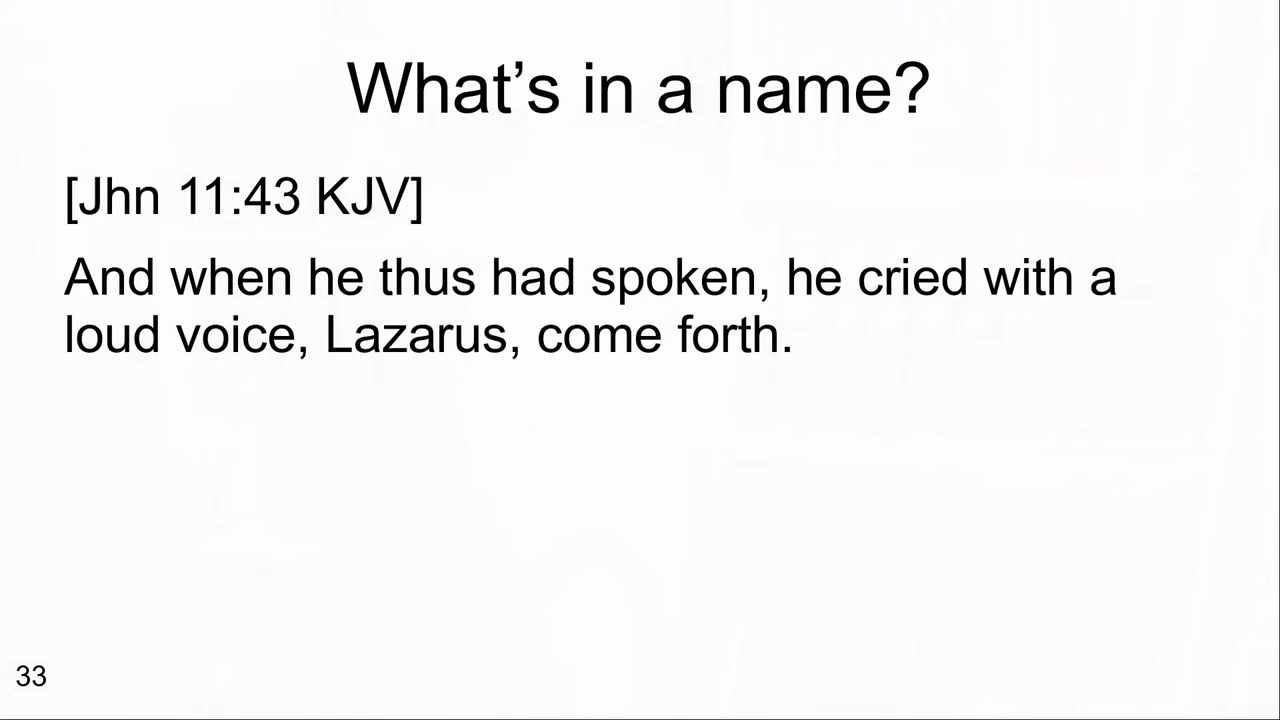 What’s in a name?
[Jhn 11:43 KJV]
And when he thus had spoken, he cried with a
loud voice, Lazarus, come forth.
33